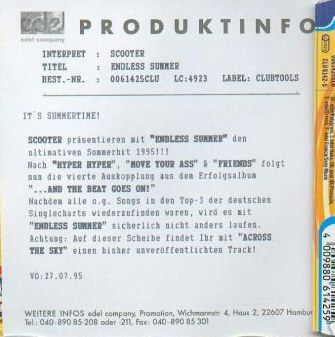 edel
edel company
PRODUKTINFO
INTERPRET : SCOOTER
TITEL : ENDLESS SUMMER
BEST.-NR. : 0061425CLU LC:4923 LABEL: CLUBTOOLS
IT´S SUMMERTIME!
SCOOTER präsentieren mit "ENDLESS SUMMER" den
ultimativen Sommerhit 1995!!!
Nach "HYPER HYPER", "MOVE YOUR ASS" & "FRIENDS" folgt
nun die vierte Auskopplung aus dem Erfolgsalbum
"...AND THE BEAT GOES ON!"
Nachdem alle o.g. Songs in den Top-3 der deutschen
Singlecharts wiederzufinden waren, wird es mit
"ENDLESS SUMMER" sicherlich nicht anders laufen.
Achtung: Auf dieser Scheibe findet Ihr mit "ACROSS
THE SKY" einen bisher unveröffentlichten Track!
VÖ:27.07.95
WEITERE INFOS edel company, Promotion, Wichmannstr. 4, Haus 2, 22607 Hambur
Tel.: 040-890 85-208 oder -211, Fax: 040-890 85 301
4 009880 614259